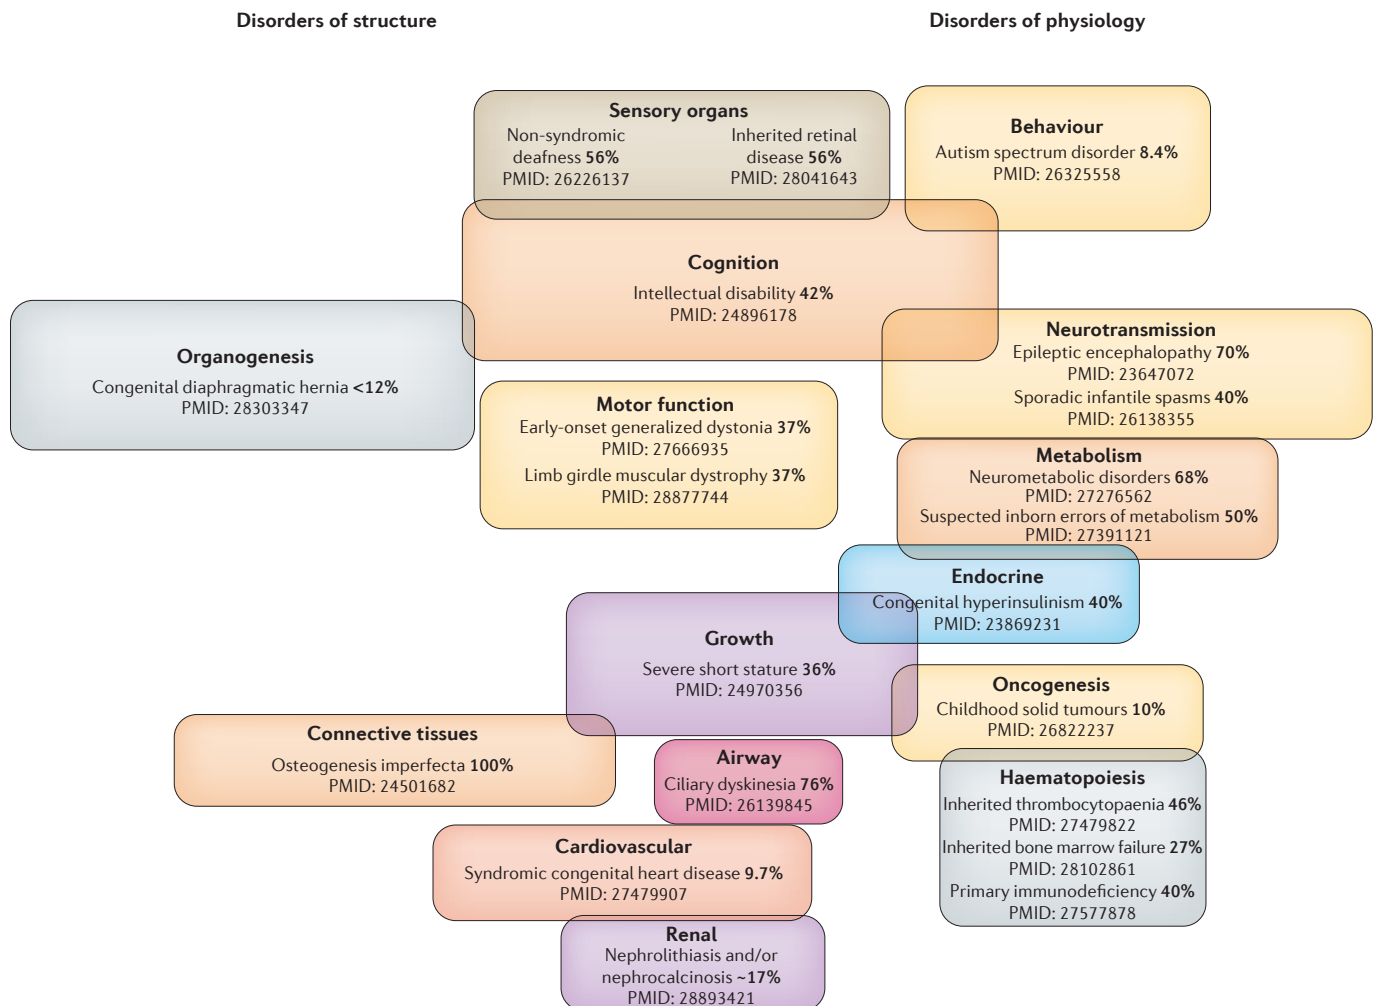 Disorders of structure
Disorders of physiology
Sensory organs
Non-syndromic
deafness 56%
PMID: 26226137
Inherited retinal
disease 56%
PMID: 28041643
Behaviour
Autism spectrum disorder 8.4%
PMID: 26325558
Cognition
Intellectual disability 42%
PMID: 24896178
Organogenesis
Congenital diaphragmatic hernia <12%
PMID: 28303347
Neurotransmission
Epileptic encephalopathy 70%
PMID: 23647072
Sporadic infantile spasms 40%
PMID: 26138355
Motor function
Early-onset generalized dystonia 37%
PMID: 27666935
Limb girdle muscular dystrophy 37%
PMID: 28877744
Metabolism
Neurometabolic disorders 68%
PMID: 27276562
Suspected inborn errors of metabolism 50%
PMID: 27391121
Endocrine
Congenital hyperinsulinism 40%
PMID: 23869231
Growth
Severe short stature 36%
PMID: 24970356
Oncogenesis
Childhood solid tumours 10%
PMID: 26822237
Connective tissues
Osteogenesis imperfecta 100%
PMID: 24501682
Airway
Ciliary dyskinesia 76%
PMID: 26139845
Haematopoiesis
Inherited thrombocytopaenia 46%
PMID: 27479822
Inherited bone marrow failure 27%
PMID: 28102861
Primary immunodeficiency 40%
PMID: 27577878
Cardiovascular
Syndromic congenital heart disease 9.7%
PMID: 27479907
Renal
Nephrolithiasis and/or
nephrocalcinosis ~17%
PMID: 28893421